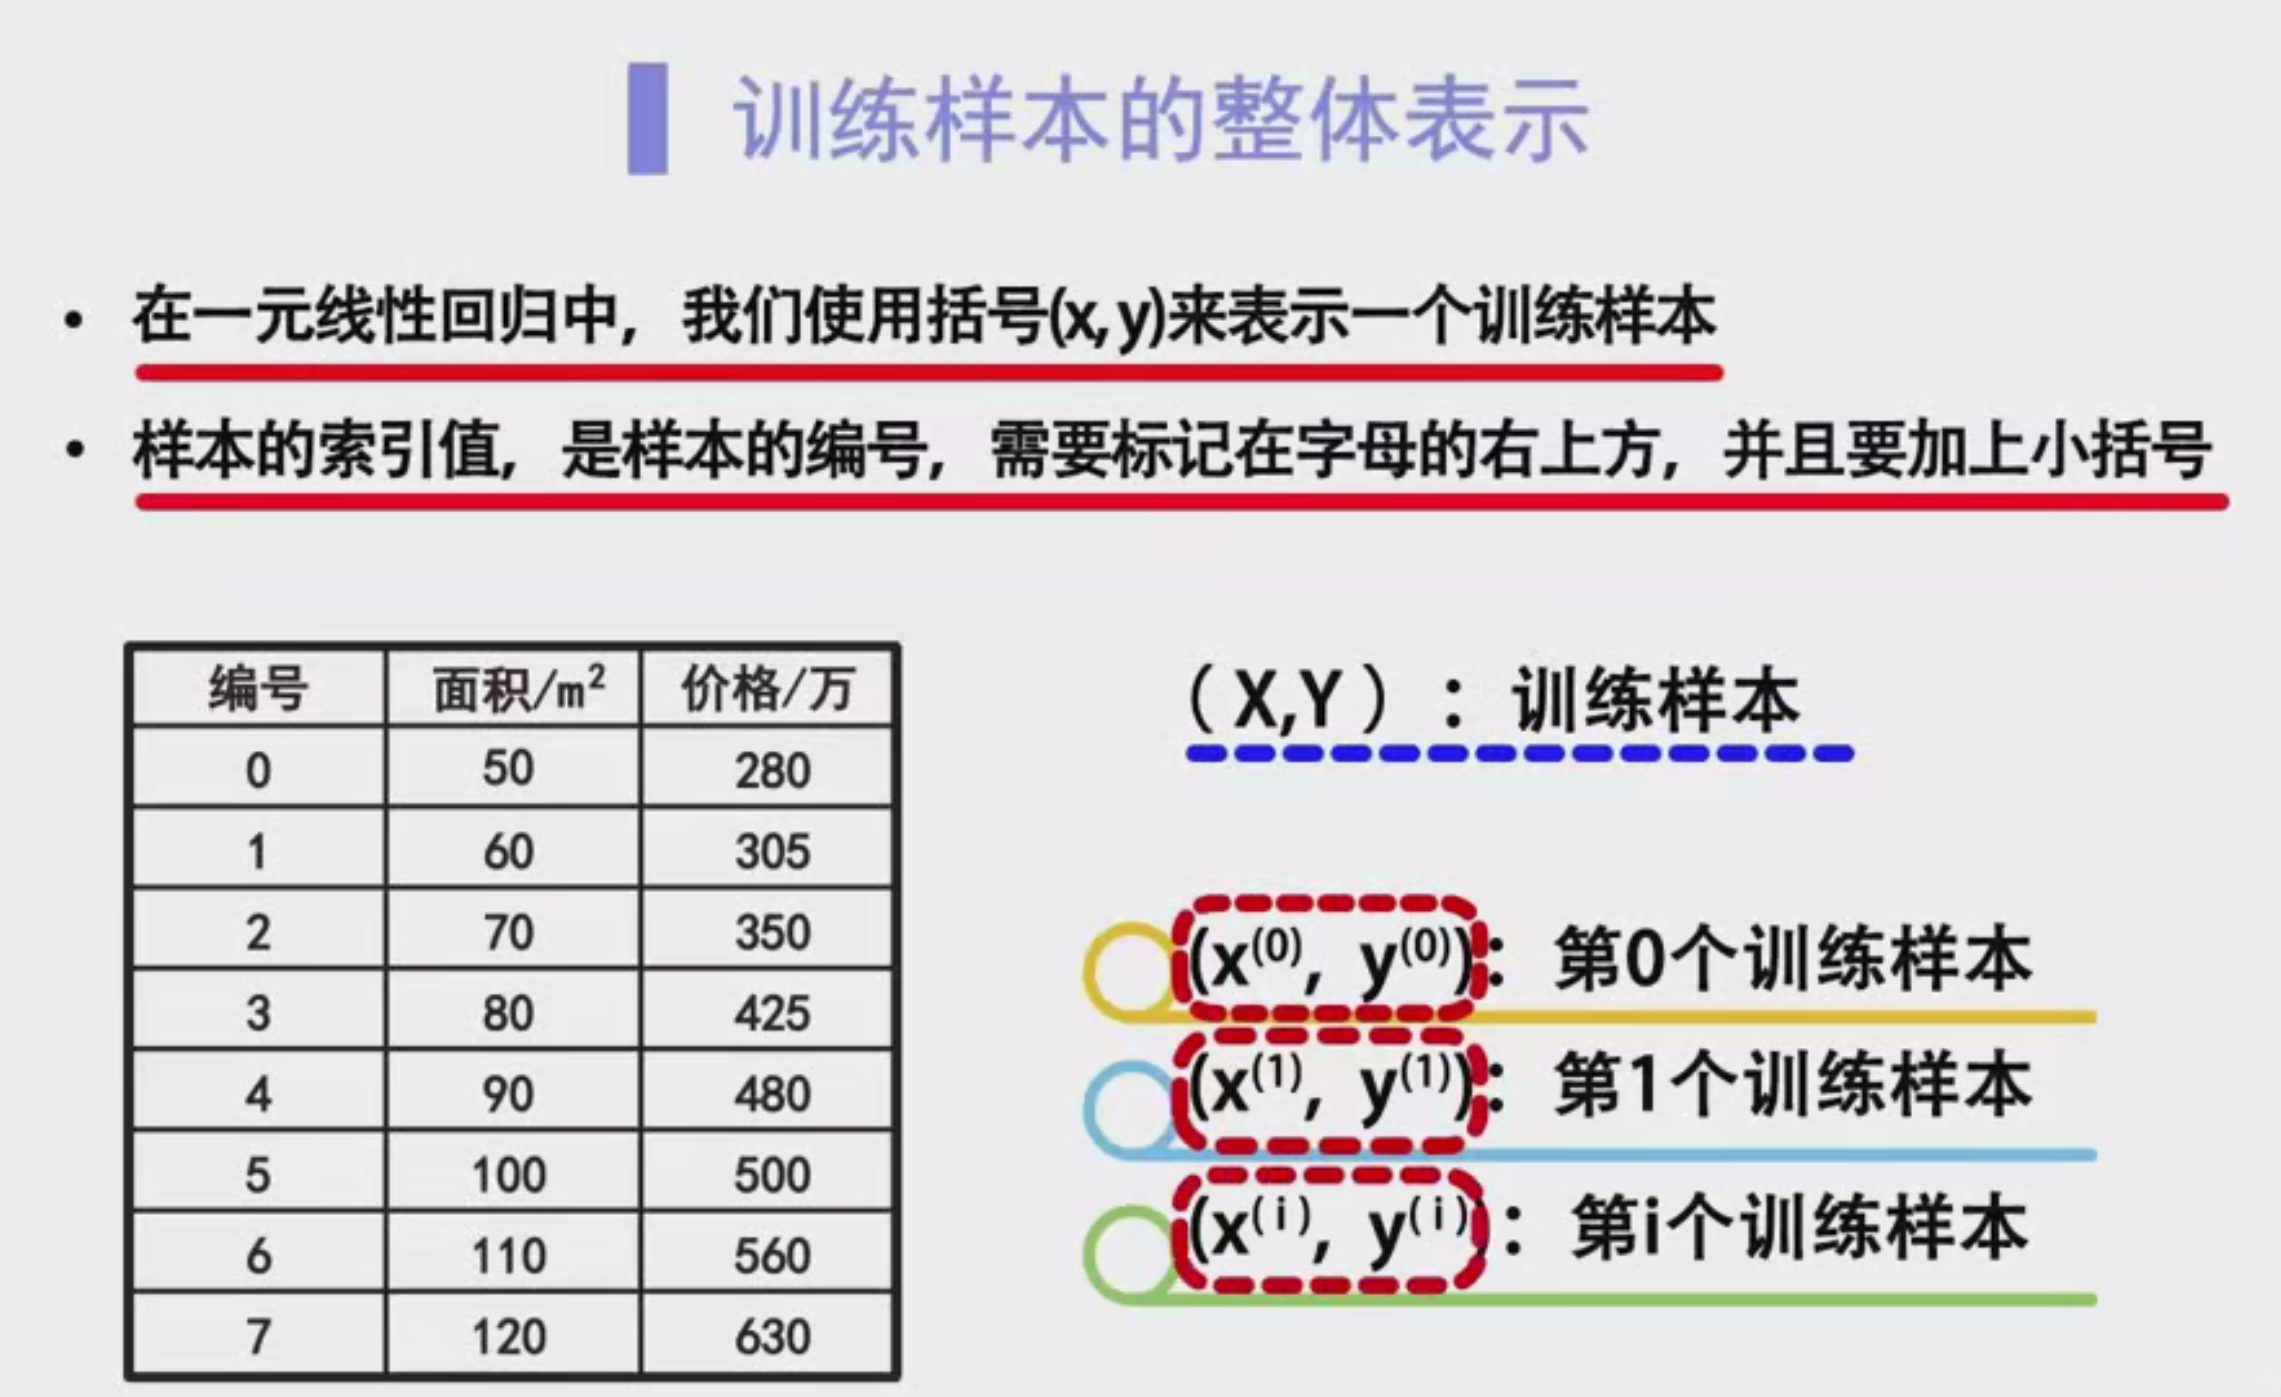 训练样本的整体表示
• 在一元线性回归中，我们使用括号(x,y)来表示一个训练样本
• 样本的索引值，是样本的编号，需要标记在字母的右上方，并且要加上小括号
编号 面积/m² 价格/万
0 50 280
1 60 305
2 70 350
3 80 425
4 90 480
5 100 500
6 110 560
7 120 630
（X,Y）：训练样本
(x⁽⁰⁾, y⁽⁰⁾)：第0个训练样本
(x⁽¹⁾, y⁽¹⁾)：第1个训练样本
(x⁽ⁱ⁾, y⁽ⁱ⁾)：第i个训练样本